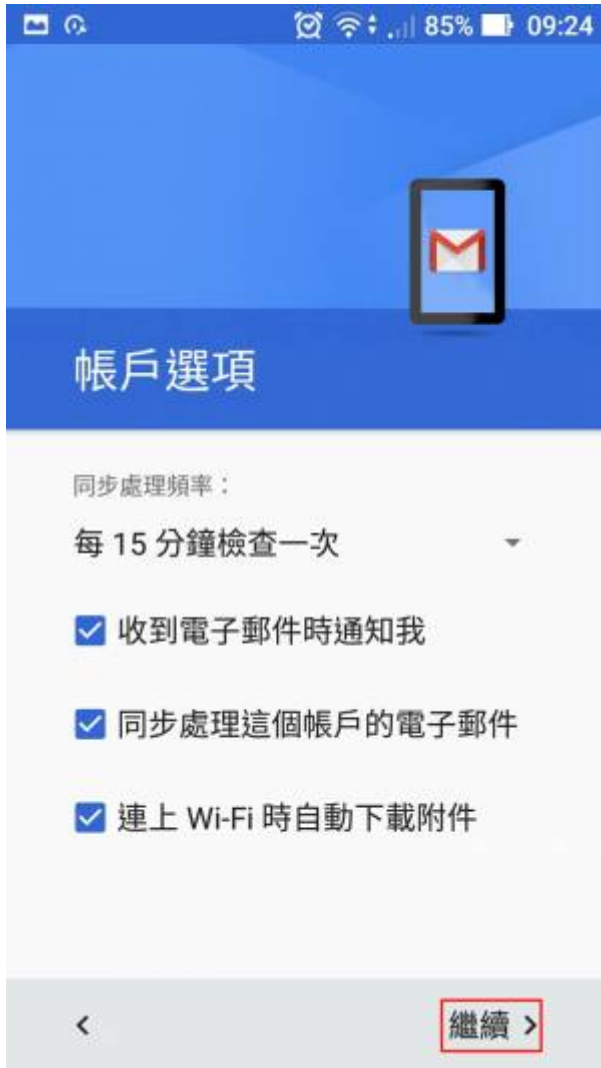 85% 09:24
帳戶選項
同步處理頻率：
每 15 分鐘檢查一次
收到電子郵件時通知我
同步處理這個帳戶的電子郵件
連上 Wi-Fi 時自動下載附件
繼續